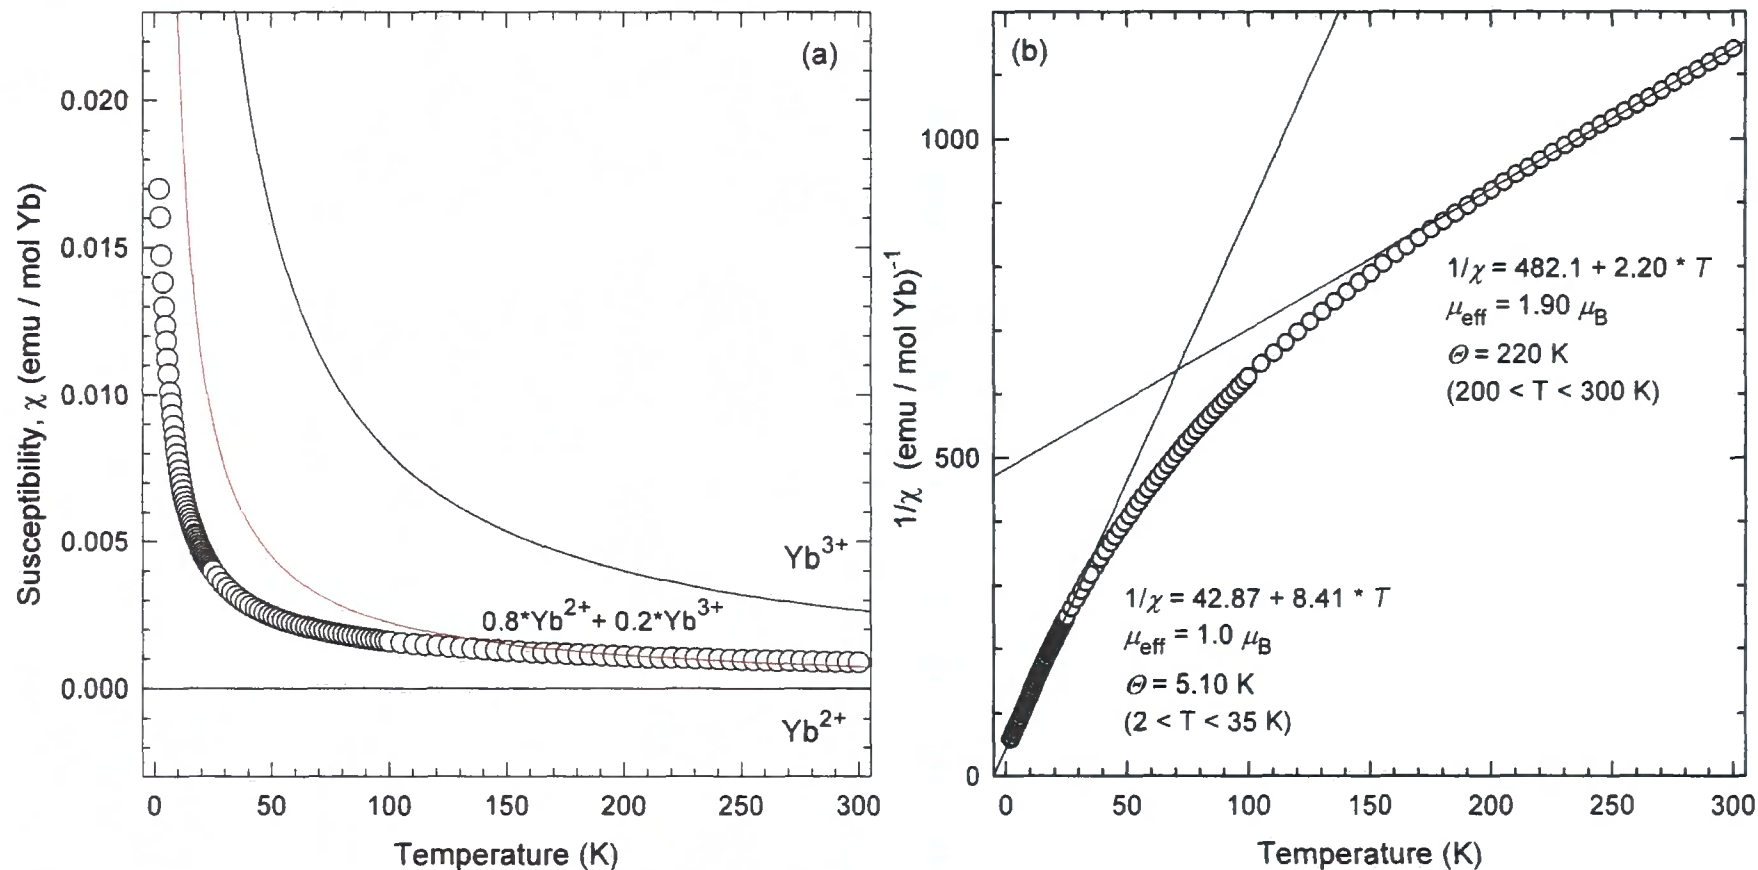 (a)
0.020
0.015
0.010
0.005
0.000
Susceptibility, χ (emu / mol Yb)
Yb³⁺
0.8*Yb²⁺ + 0.2*Yb³⁺
Yb²⁺
0 50 100 150 200 250 300
Temperature (K)
(b)
1000
500
0
1/χ (emu / mol Yb)⁻¹
1/χ = 482.1 + 2.20 * T
μeff = 1.90 μB
Θ = 220 K
(200 < T < 300 K)
1/χ = 42.87 + 8.41 * T
μeff = 1.0 μB
Θ = 5.10 K
(2 < T < 35 K)
0 50 100 150 200 250 300
Temperature (K)